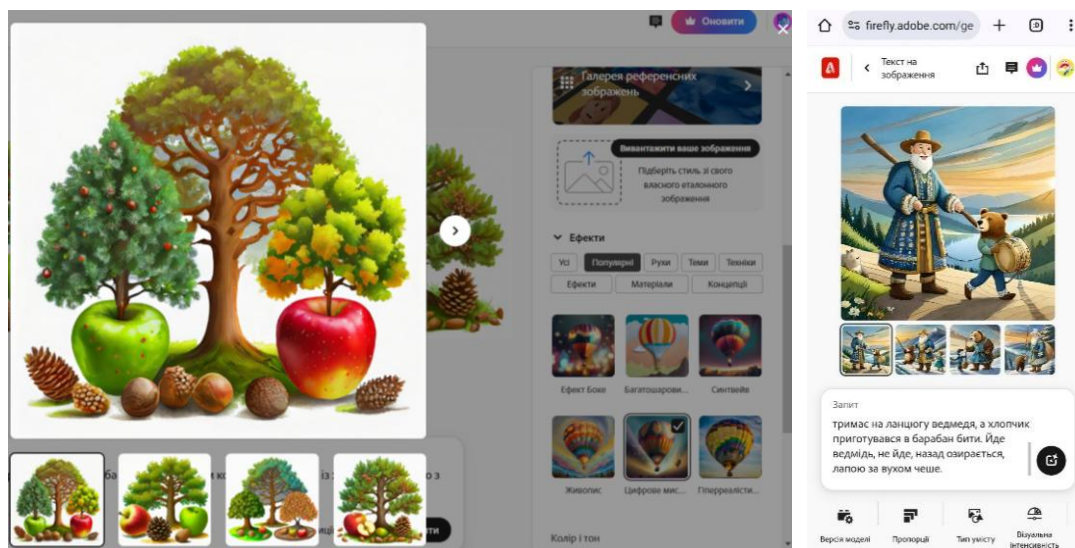 Оновити
Галерея референсних
зображень
Вивантажити ваше зображення
Підберіть стиль зі свого
власного еталонного
зображення
Ефекти
Усі
Популярні
Рухи
Теми
Техніки
Ефекти
Матеріали
Концепції
Ефект Боке
Багатошарови...
Синтвейв
Живопис
Цифрове мис...
Гіперреалісти...
Колір і тон
firefly.adobe.com/ge
Текст на
зображення
Запит
тримає на ланцюгу ведмедя, а хлопчик
приготувався в барабан бити. Йде
ведмідь, не йде, назад озирається,
лапою за вухом чеше.
Версія моделі
Пропорції
Тип умісту
Візуальна
інтенсивність